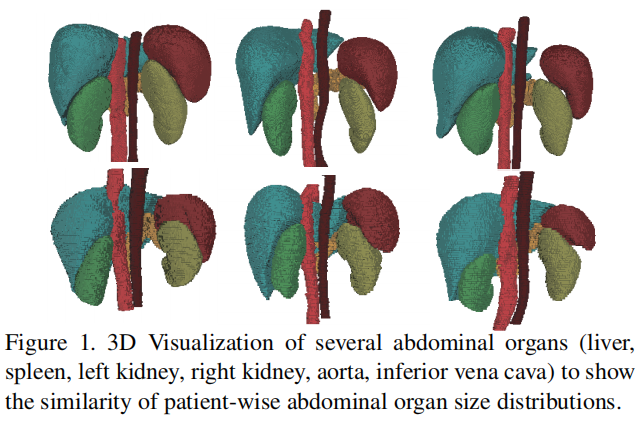 Figure 1. 3D Visualization of several abdominal organs (liver,
spleen, left kidney, right kidney, aorta, inferior vena cava) to show
the similarity of patient-wise abdominal organ size distributions.